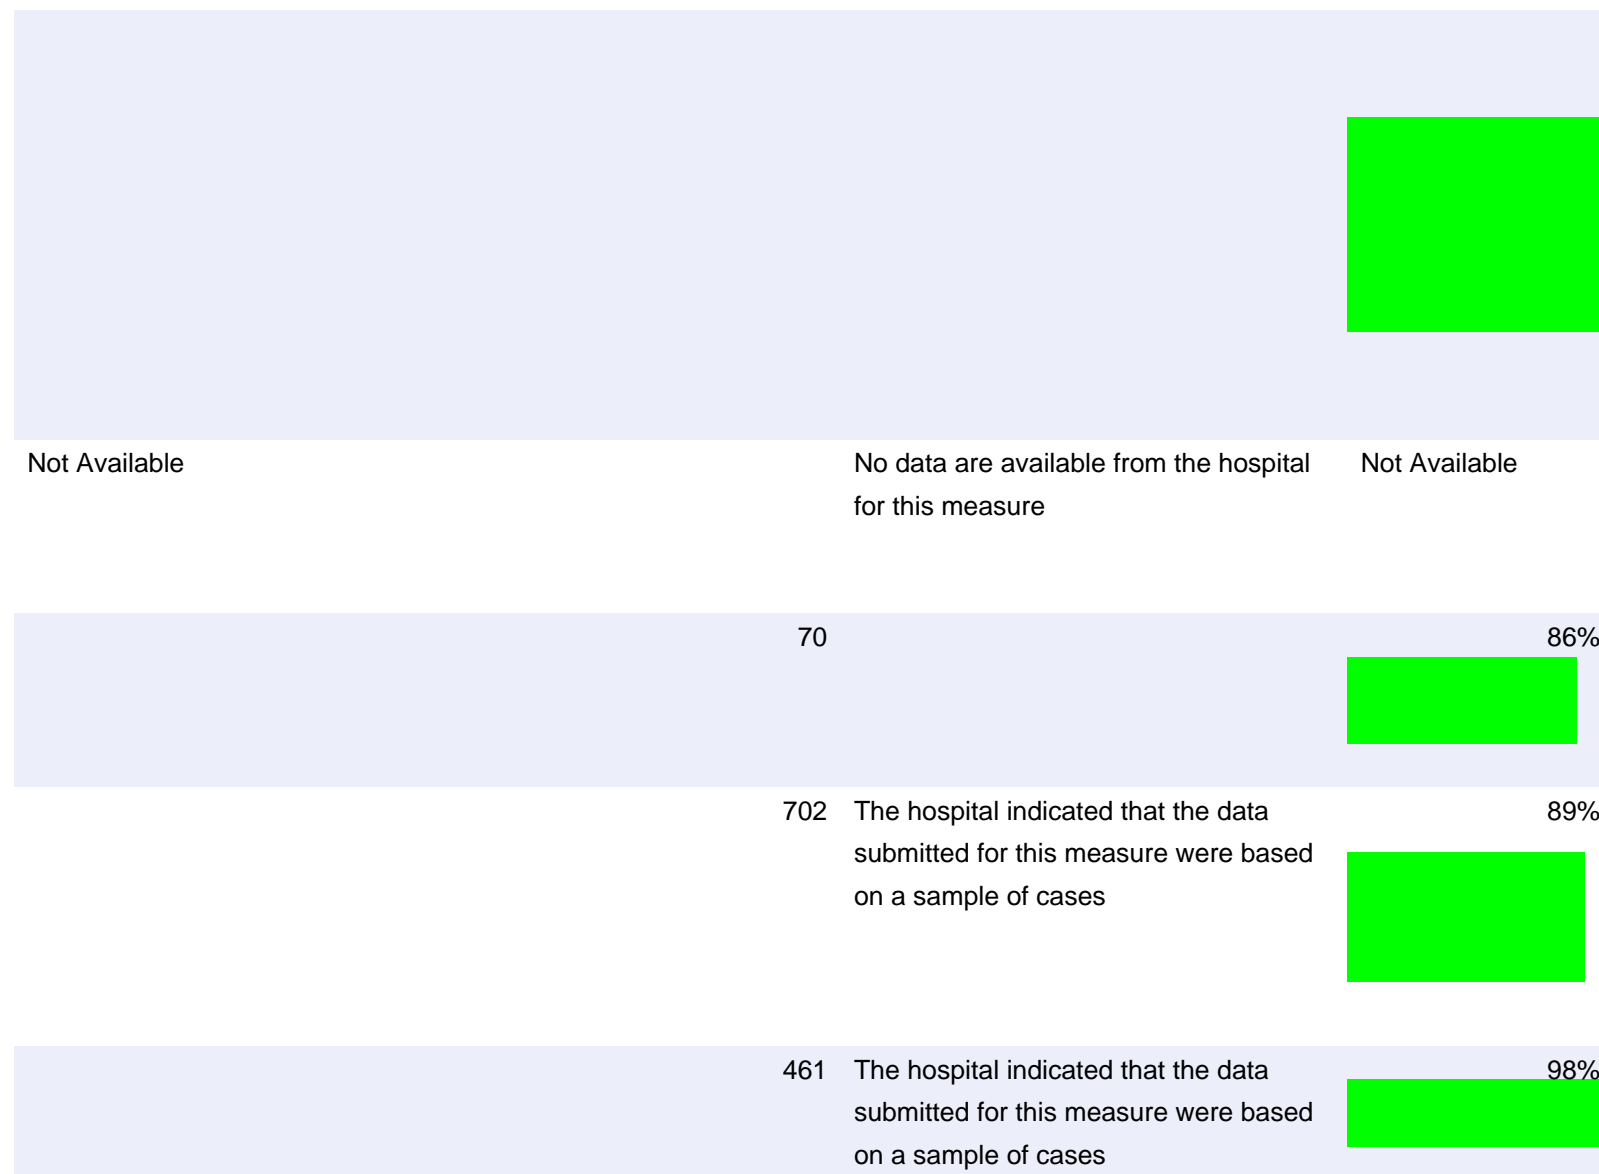 Not Available No data are available from the hospital Not Available
for this measure
70 86%
702 The hospital indicated that the data 89%
submitted for this measure were based
on a sample of cases
461 The hospital indicated that the data 98%
submitted for this measure were based
on a sample of cases